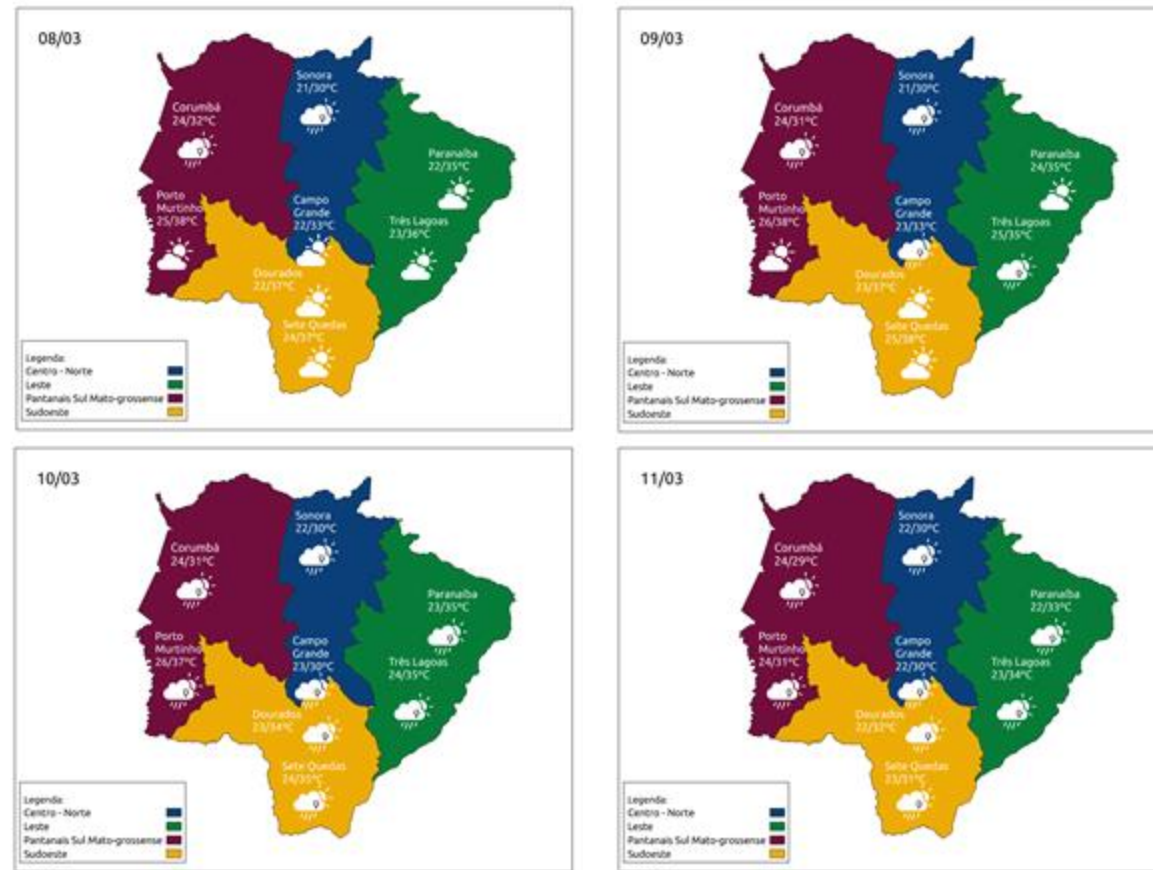 08/03
Sonora
21/30ºC
Corumbá
24/32ºC
Paranaíba
22/35ºC
Porto
Murtinho
25/38ºC
Campo
Grande
22/33ºC
Três Lagoas
23/36ºC
Dourados
22/37ºC
Sete Quedas
24/37ºC
Legenda:
Centro - Norte
Leste
Pantanais Sul Mato-grossense
Sudoeste
09/03
Sonora
21/30ºC
Corumbá
24/31ºC
Paranaíba
24/35ºC
Porto
Murtinho
26/38ºC
Campo
Grande
23/33ºC
Três Lagoas
25/35ºC
Dourados
23/37ºC
Sete Quedas
25/38ºC
Legenda:
Centro - Norte
Leste
Pantanais Sul Mato-grossense
Sudoeste
10/03
Sonora
22/30ºC
Corumbá
24/31ºC
Paranaíba
23/35ºC
Porto
Murtinho
26/37ºC
Campo
Grande
23/30ºC
Três Lagoas
24/35ºC
Dourados
23/34ºC
Sete Quedas
24/35ºC
Legenda:
Centro - Norte
Leste
Pantanais Sul Mato-grossense
Sudoeste
11/03
Sonora
22/30ºC
Corumbá
24/29ºC
Paranaíba
22/33ºC
Porto
Murtinho
24/31ºC
Campo
Grande
22/30ºC
Três Lagoas
23/34ºC
Dourados
22/32ºC
Sete Quedas
23/31ºC
Legenda:
Centro - Norte
Leste
Pantanais Sul Mato-grossense
Sudoeste